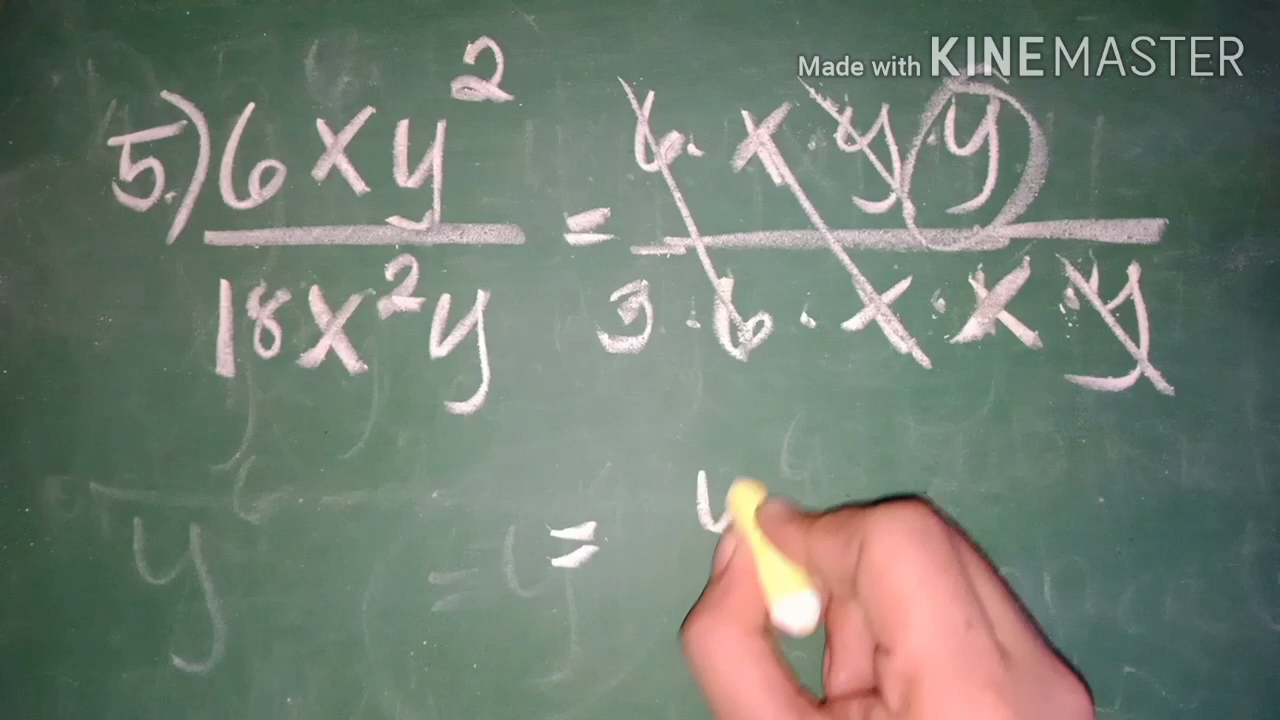 Made with KINEMASTER
5.) 6xy² = 6 · x · y · y
18x²y 3 · 6 · x · x · y
= y